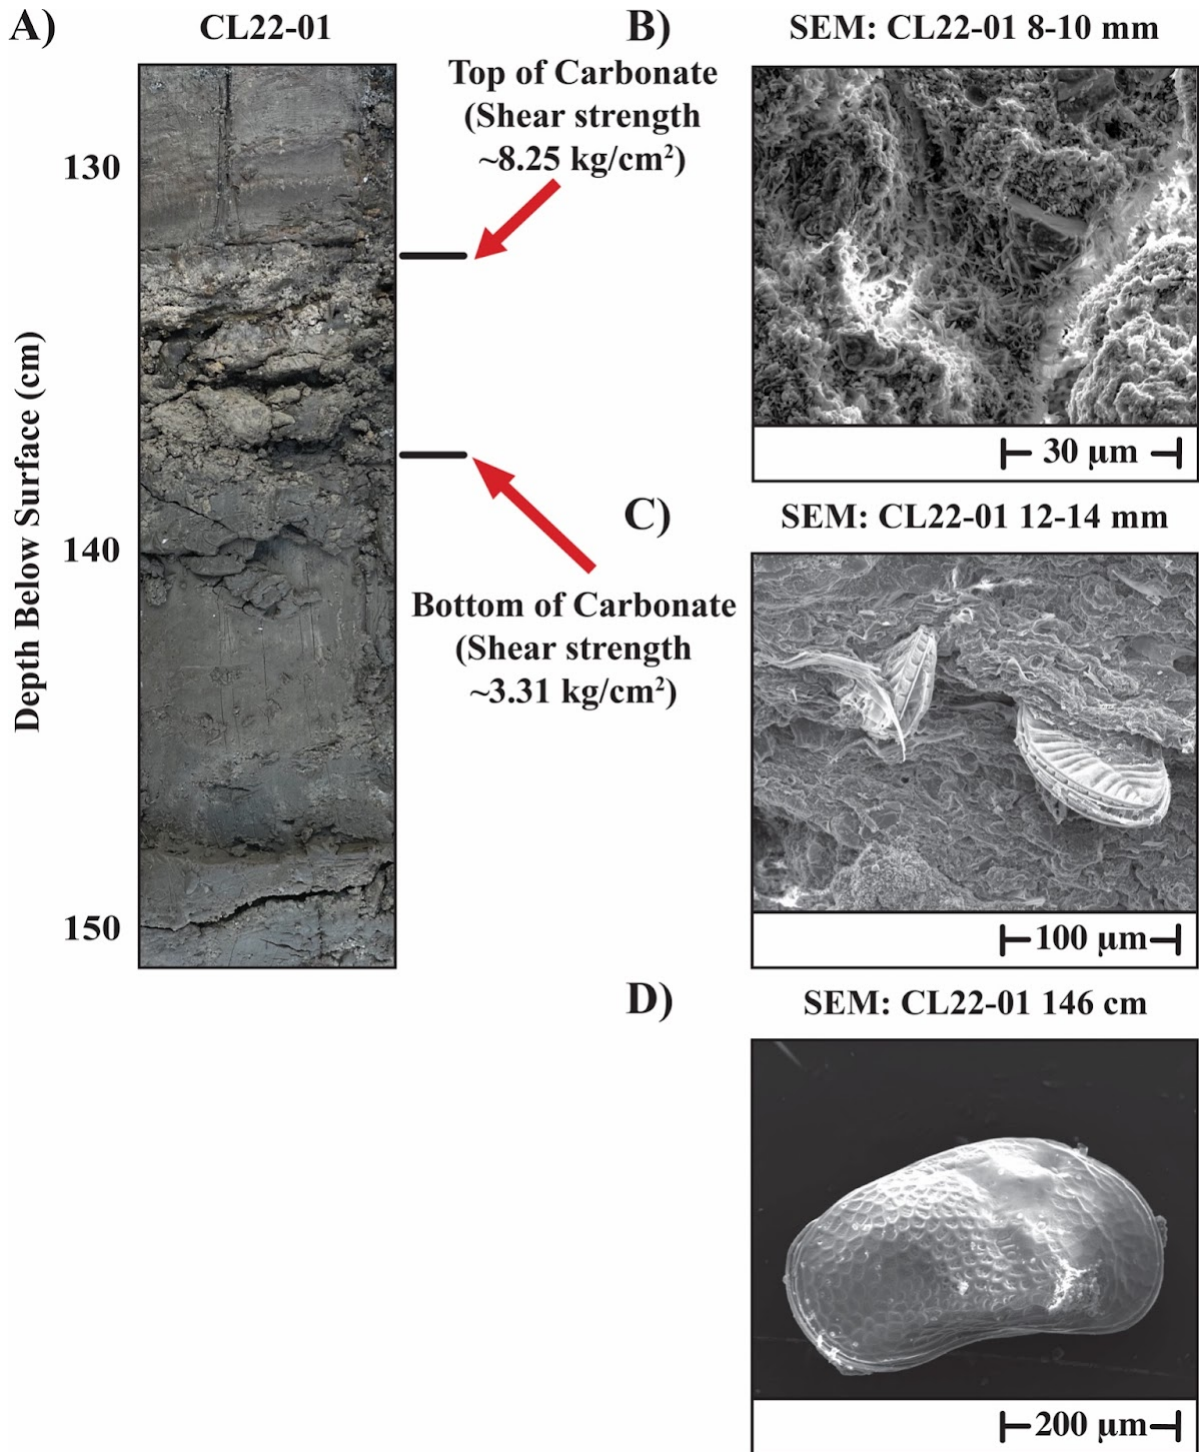 A)
CL22-01
Depth Below Surface (cm)
130
140
150
Top of Carbonate
(Shear strength
~8.25 kg/cm²)
Bottom of Carbonate
(Shear strength
~3.31 kg/cm²)
B)
SEM: CL22-01 8-10 mm
30 µm
C)
SEM: CL22-01 12-14 mm
100 µm
D)
SEM: CL22-01 146 cm
200 µm